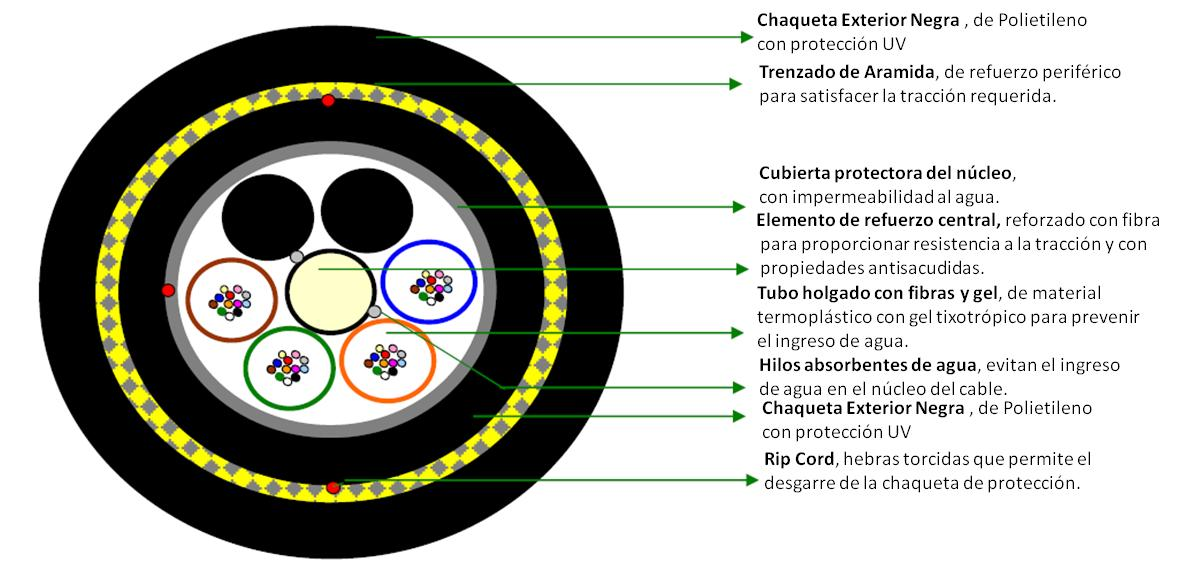 Chaqueta Exterior Negra , de Polietileno
con protección UV
Trenzado de Aramida, de refuerzo periférico
para satisfacer la tracción requerida.
Cubierta protectora del núcleo,
con impermeabilidad al agua.
Elemento de refuerzo central, reforzado con fibra
para proporcionar resistencia a la tracción y con
propiedades antisacudidas.
Tubo holgado con fibras y gel, de material
termoplástico con gel tixotrópico para prevenir
el ingreso de agua.
Hilos absorbentes de agua, evitan el ingreso
de agua en el núcleo del cable.
Chaqueta Exterior Negra , de Polietileno
con protección UV
Rip Cord, hebras torcidas que permite el
desgarre de la chaqueta de protección.